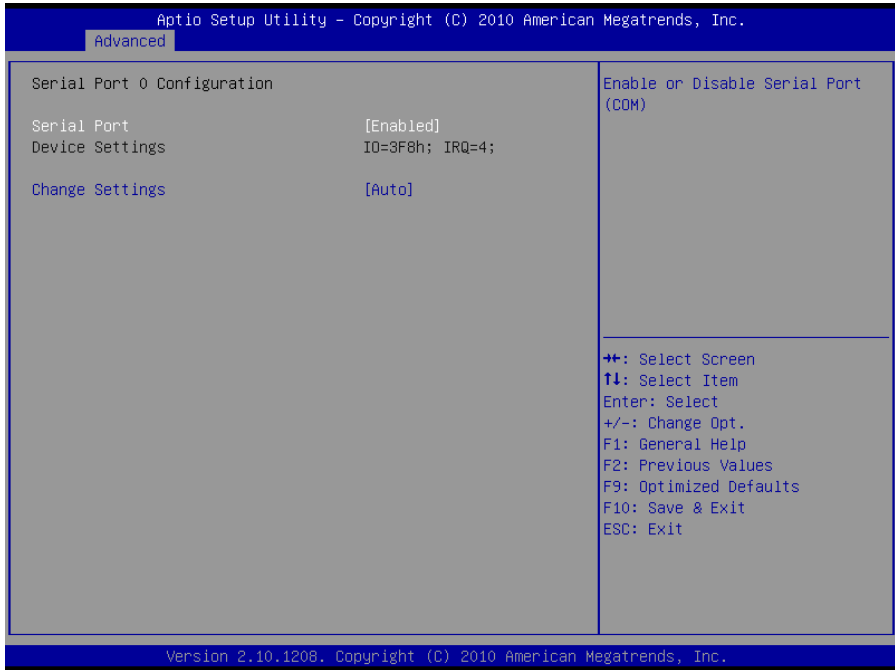 Aptio Setup Utility – Copyright (C) 2010 American Megatrends, Inc.
Advanced
Serial Port 0 Configuration
Serial Port [Enabled]
Device Settings IO=3F8h; IRQ=4;
Change Settings [Auto]
Enable or Disable Serial Port
(COM)
→←: Select Screen
↑↓: Select Item
Enter: Select
+/-: Change Opt.
F1: General Help
F2: Previous Values
F9: Optimized Defaults
F10: Save & Exit
ESC: Exit
Version 2.10.1208. Copyright (C) 2010 American Megatrends, Inc.